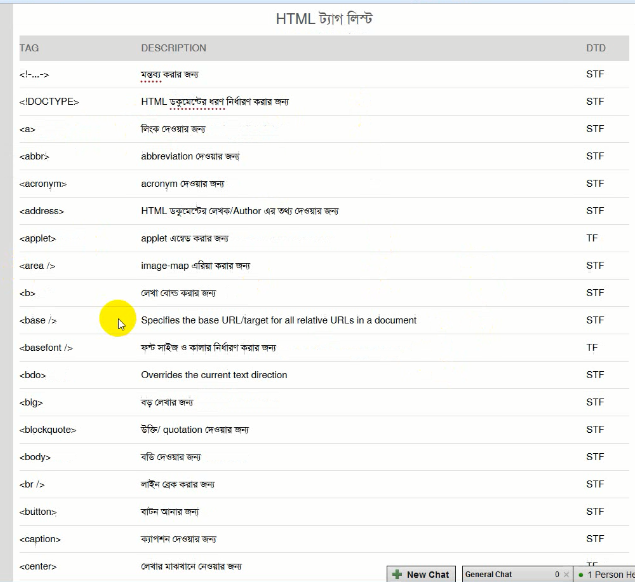 HTML ট্যাগ লিস্ট
TAG DESCRIPTION DTD
<!-...-> মন্তব্য করার জন্য STF
<!DOCTYPE> HTML ডকুমেন্টের ধরণ নির্ধারণ করার জন্য STF
<a> লিংক দেওয়ার জন্য STF
<abbr> abbreviation দেওয়ার জন্য STF
<acronym> acronym দেওয়ার জন্য STF
<address> HTML ডকুমেন্টের লেখক/Author এর তথ্য দেওয়ার জন্য STF
<applet> applet এম্বেড করার জন্য TF
<area /> image-map এরিয়া করার জন্য STF
<b> লেখা বোল্ড করার জন্য STF
<base /> Specifies the base URL/target for all relative URLs in a document STF
<basefont /> ফন্ট সাইজ ও কালার নির্ধারণ করার জন্য TF
<bdo> Overrides the current text direction STF
<big> বড় লেখার জন্য STF
<blockquote> উক্তি/ quotation দেওয়ার জন্য STF
<body> বডি দেওয়ার জন্য STF
<br /> লাইন ব্রেক করার জন্য STF
<button> বাটন আনার জন্য STF
<caption> ক্যাপশন দেওয়ার জন্য STF
<center> লেখার মাঝখানে নেওয়ার জন্য TF
New Chat General Chat 0 × 1 Person He